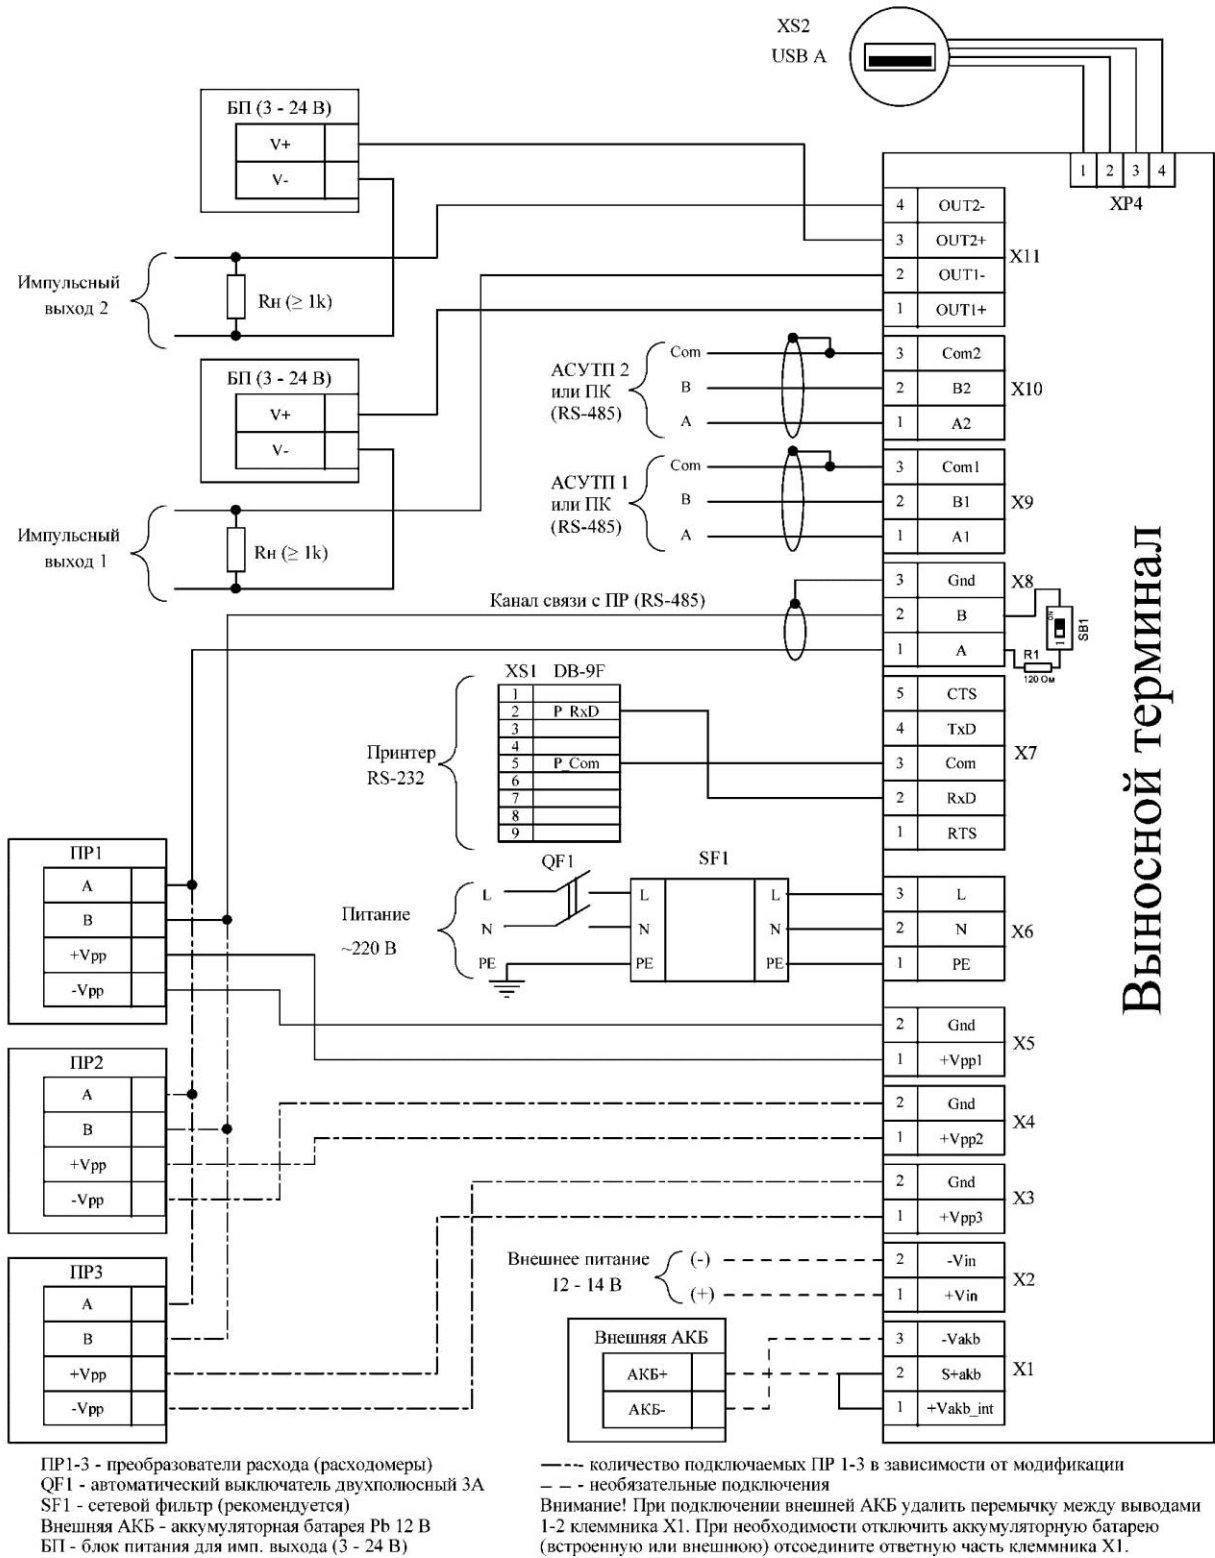 XS2
USB A
1 2 3 4
XP4
БП (3 - 24 В)
V+
V-
Импульсный
выход 2
Rн (≥ 1k)
БП (3 - 24 В)
V+
V-
Импульсный
выход 1
Rн (≥ 1k)
4 OUT2-
3 OUT2+
2 OUT1-
1 OUT1+
X11
АСУТП 2
или ПК
(RS-485)
Com
B
A
3 Com2
2 B2
1 A2
X10
АСУТП 1
или ПК
(RS-485)
Com
B
A
3 Com1
2 B1
1 A1
X9
Канал связи с ПР (RS-485)
3 Gnd
2 B
1 A
X8
ON
1
SB1
R1
120 Ом
XS1 DB-9F
1
2 P_RxD
3
4
5 P_Com
6
7
8
9
Принтер
RS-232
5 CTS
4 TxD
3 Com
2 RxD
1 RTS
X7
Выносной терминал
QF1
SF1
Питание
~220 В
L
N
PE
L
N
PE
L
N
PE
3 L
2 N
1 PE
X6
ПР1
A
B
+Vpp
-Vpp
2 Gnd
1 +Vpp1
X5
ПР2
A
B
+Vpp
-Vpp
2 Gnd
1 +Vpp2
X4
ПР3
A
B
+Vpp
-Vpp
2 Gnd
1 +Vpp3
X3
Внешнее питание
12 - 14 В
(-)
(+)
2 -Vin
1 +Vin
X2
Внешняя АКБ
АКБ+
АКБ-
3 -Vakb
2 S+akb
1 +Vakb_int
X1
ПР1-3 - преобразователи расхода (расходомеры)
QF1 - автоматический выключатель двухполюсный 3А
SF1 - сетевой фильтр (рекомендуется)
Внешняя АКБ - аккумуляторная батарея Pb 12 В
БП - блок питания для имп. выхода (3 - 24 В)
- количество подключаемых ПР 1-3 в зависимости от модификации
- необязательные подключения
Внимание! При подключении внешней АКБ удалить перемычку между выводами
1-2 клеммника X1. При необходимости отключить аккумуляторную батарею
(встроенную или внешнюю) отсоедините ответную часть клеммника X1.